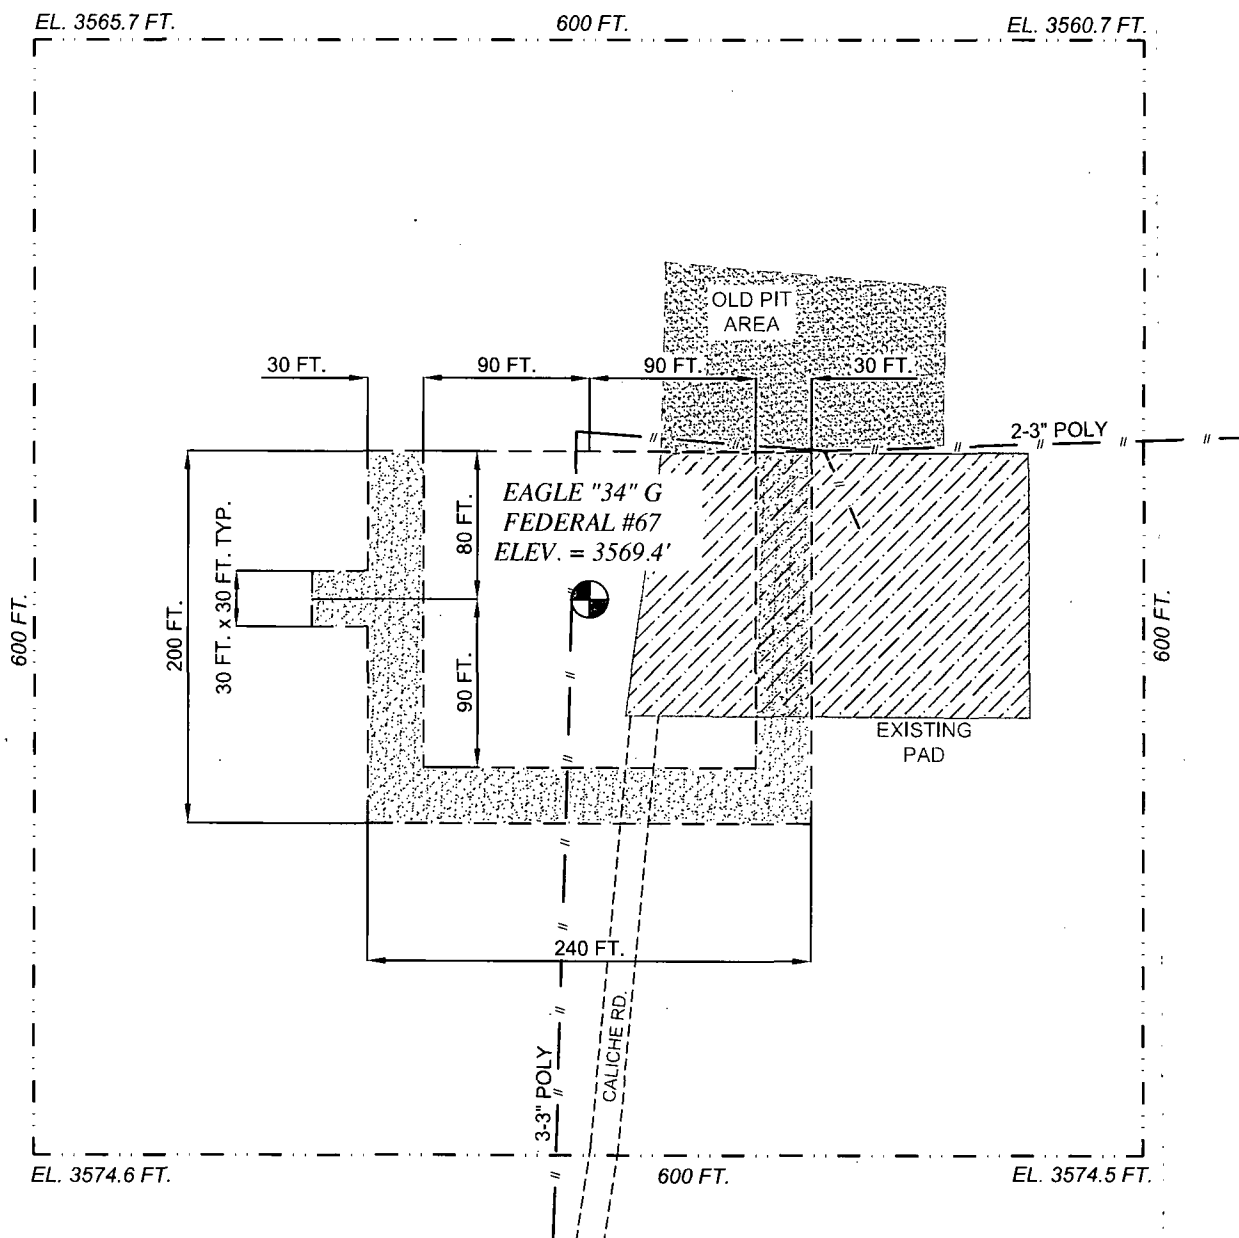 EL. 3565.7 FT.
600 FT.
EL. 3560.7 FT.
OLD PIT
AREA
30 FT.
90 FT.
90 FT.
30 FT.
2-3" POLY
EAGLE "34" G
FEDERAL #67
ELEV. = 3569.4'
80 FT.
30 FT. x 30 FT. TYP.
200 FT.
600 FT.
600 FT.
90 FT.
EXISTING
PAD
240 FT.
CALICHE RD.
3-3" POLY
EL. 3574.6 FT.
600 FT.
EL. 3574.5 FT.